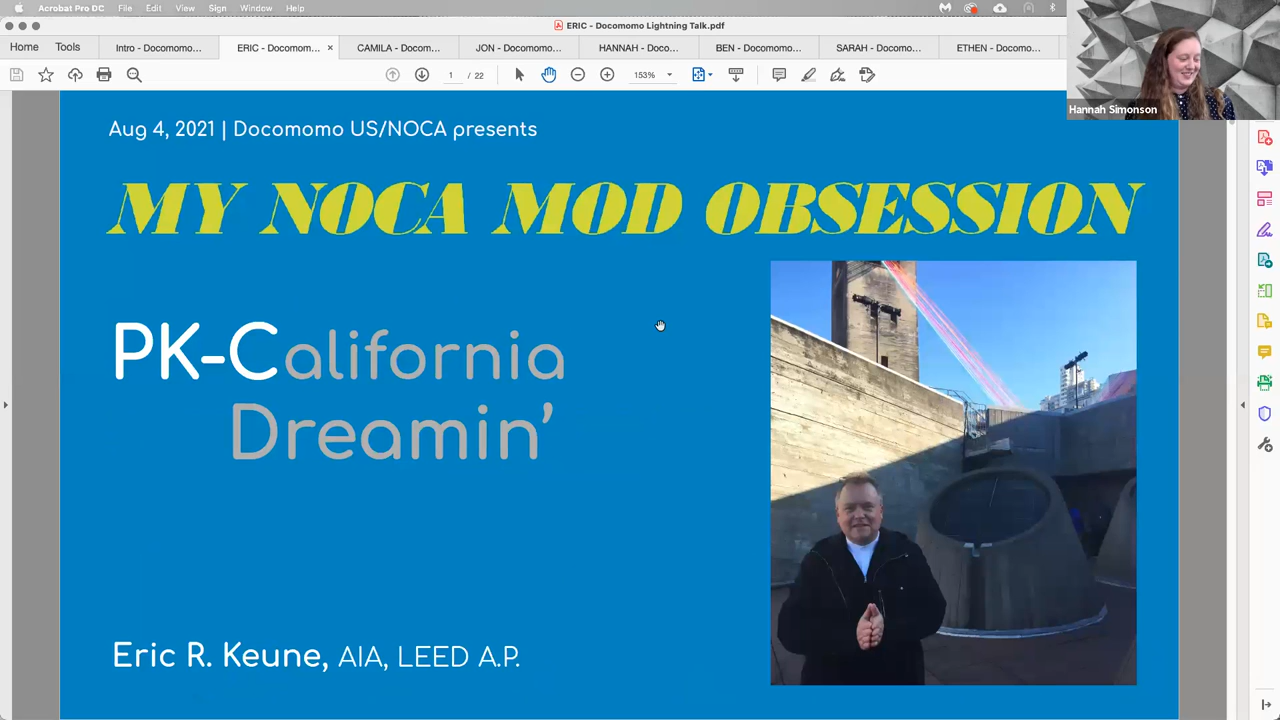 Acrobat Pro DC File Edit View Sign Window Help
ERIC - Docomomo Lightning Talk.pdf
Home Tools Intro - Docomomo... ERIC - Docomom... × CAMILA - Docom... JON - Docomomo... HANNAH - Doco... BEN - Docomomo... SARAH - Docomo... ETHEN - Docomo...
1 / 22 153%
Hannah Simonson
Aug 4, 2021 | Docomomo US/NOCA presents
MY NOCA MOD OBSESSION
PK-California
Dreamin’
Eric R. Keune, AIA, LEED A.P.